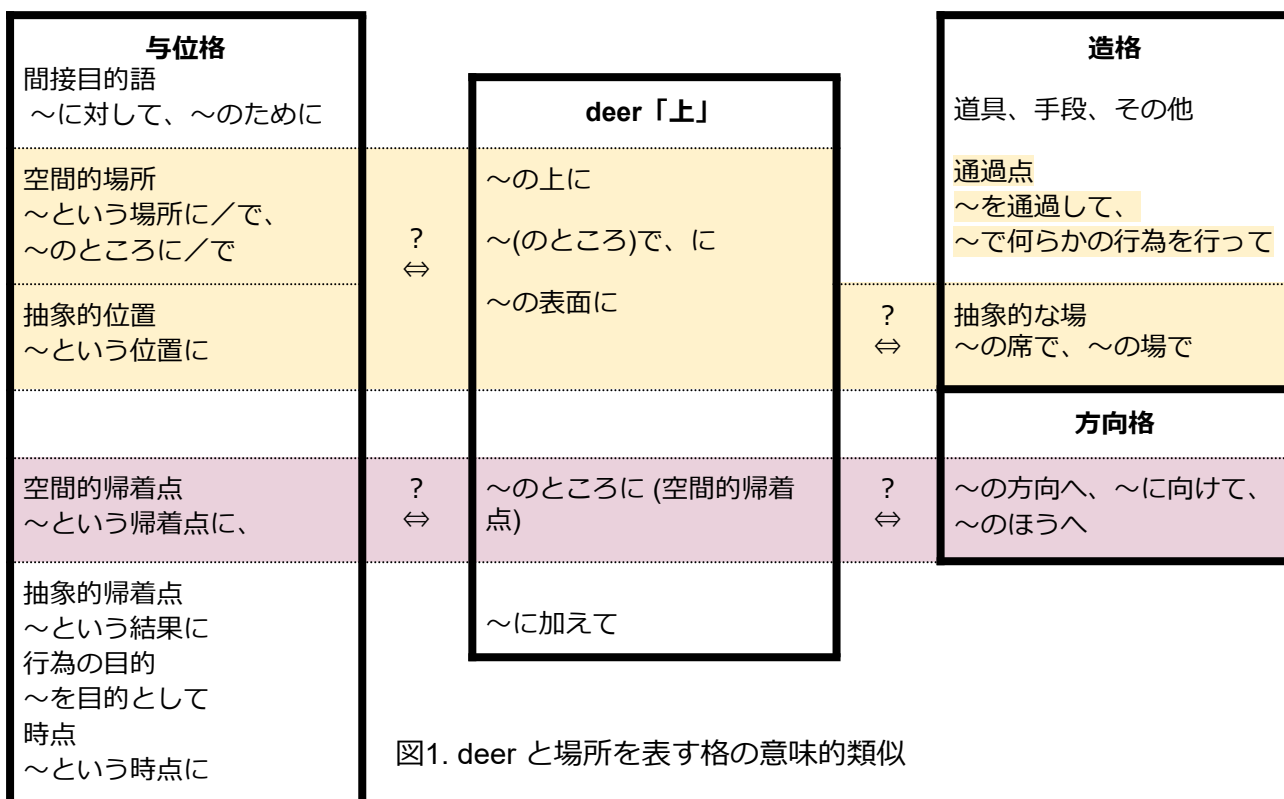 与位格
間接目的語
～に対して、～のために
空間的場所
～という場所に／で、
～のところに／で
抽象的位置
～という位置に
空間的帰着点
～という帰着点に、
抽象的帰着点
～という結果に
行為の目的
～を目的として
時点
～という時点に
?
⇔
?
⇔
deer「上」
～の上に
～(のところ)で、に
～の表面に
～のところに (空間的帰着
点)
～に加えて
?
⇔
?
⇔
造格
道具、手段、その他
通過点
～を通過して、
～で何らかの行為を行って
抽象的な場
～の席で、～の場で
方向格
～の方向へ、～に向けて、
～のほうへ
図1. deer と場所を表す格の意味的類似